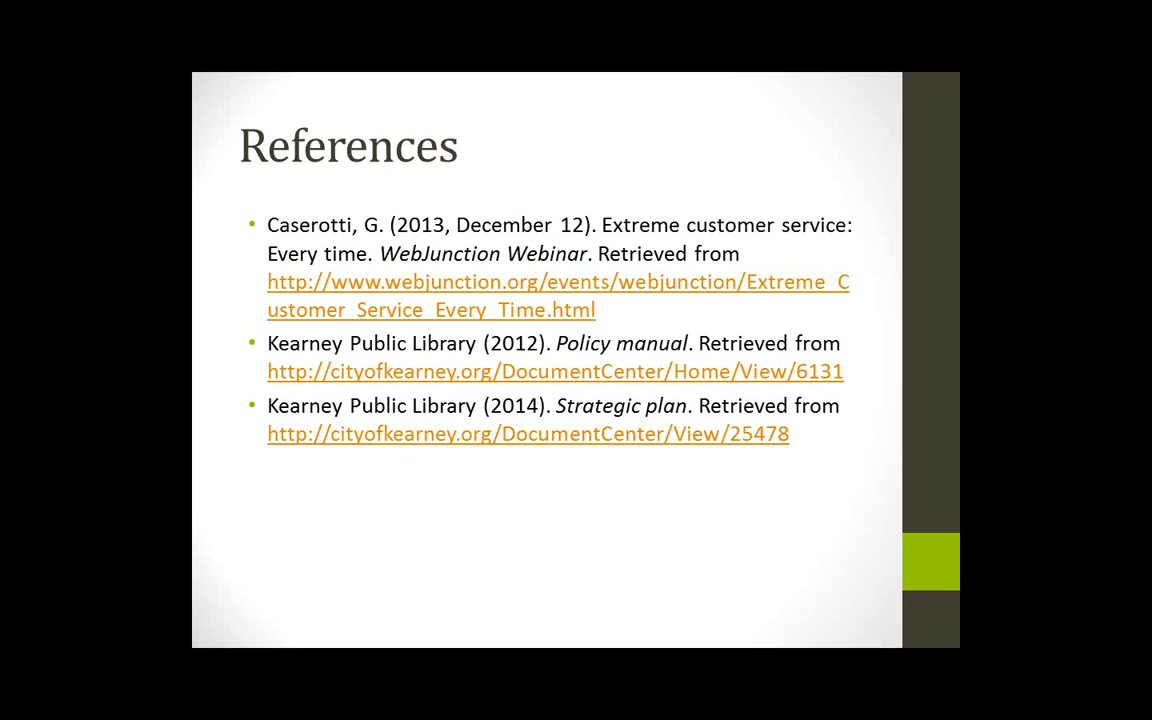 References
• Caserotti, G. (2013, December 12). Extreme customer service:
Every time. WebJunction Webinar. Retrieved from
http://www.webjunction.org/events/webjunction/Extreme_C
ustomer_Service_Every_Time.html
• Kearney Public Library (2012). Policy manual. Retrieved from
http://cityofkearney.org/DocumentCenter/Home/View/6131
• Kearney Public Library (2014). Strategic plan. Retrieved from
http://cityofkearney.org/DocumentCenter/View/25478